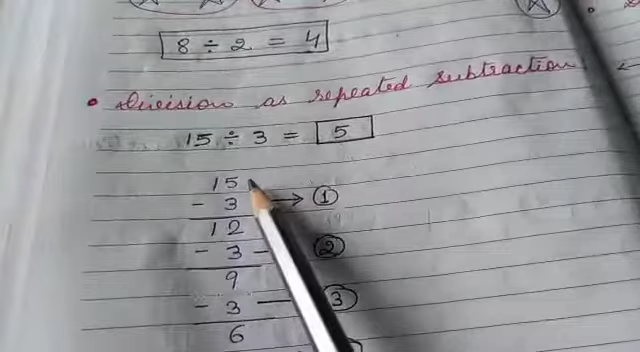 8 ÷ 2 = 4
• Division as repeated subtraction
15 ÷ 3 = 5
15
- 3 → 1
12
- 3 - 2
9
- 3 — 3
6